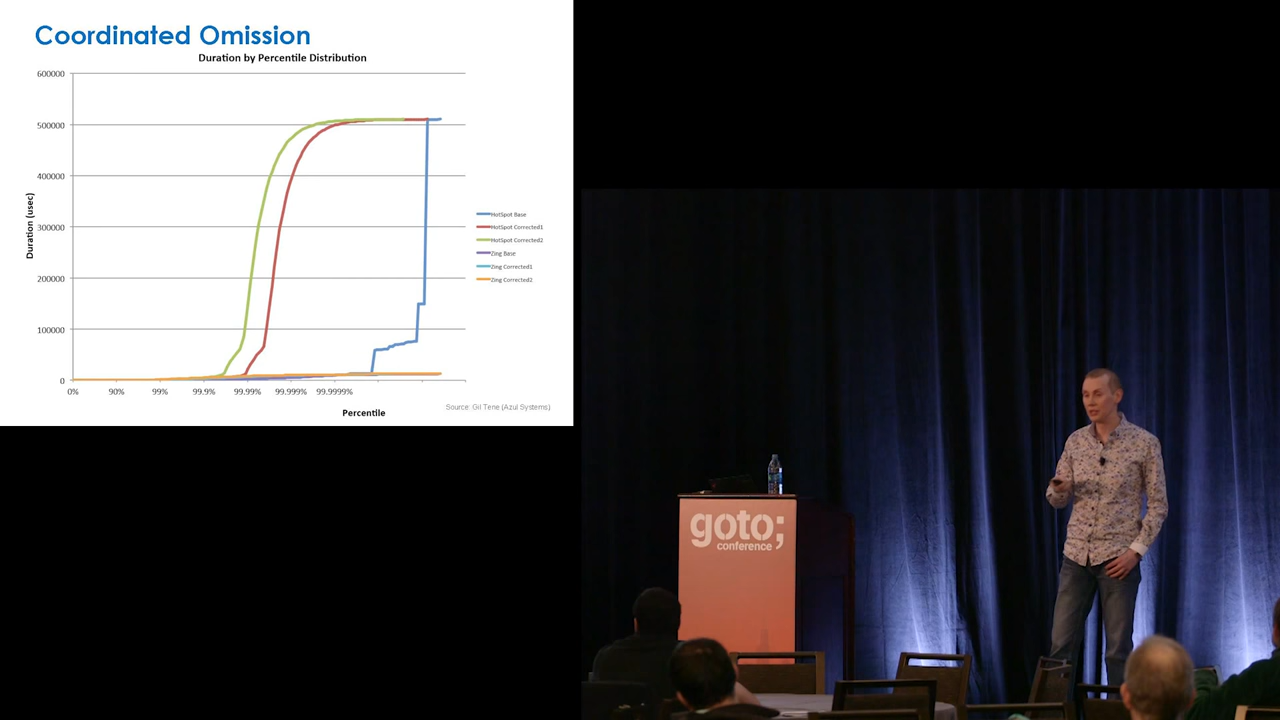 Coordinated Omission
Duration by Percentile Distribution
600000
500000
400000
300000
200000
100000
0
Duration (usec)
0%
90%
99%
99.9%
99.99%
99.999%
99.9999%
Percentile
HotSpot Base
HotSpot Corrected1
HotSpot Corrected2
Zing Base
Zing Corrected1
Zing Corrected2
Source: Gil Tene (Azul Systems)
goto;
conference